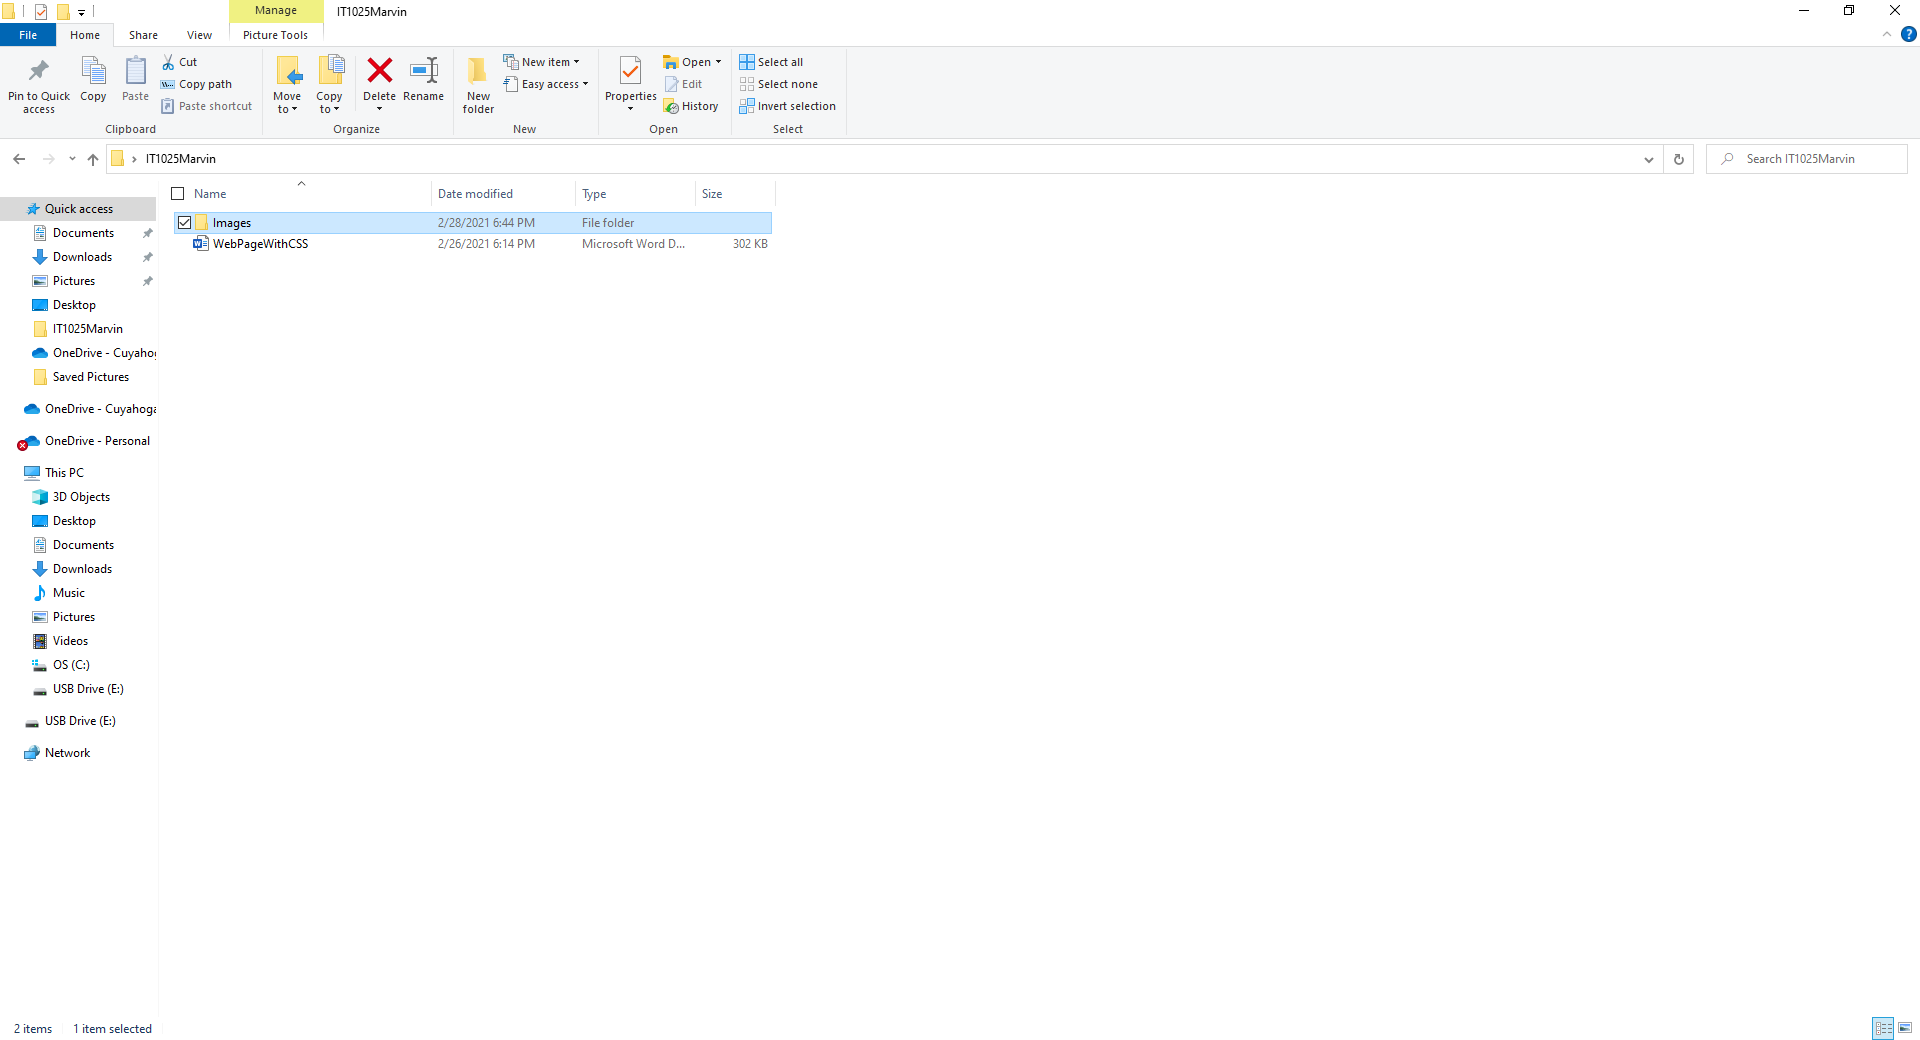 Manage
IT1025Marvin
File
Home
Share
View
Picture Tools
Pin to Quick
access
Copy
Paste
Cut
Copy path
Paste shortcut
Clipboard
Move
to
Copy
to
Delete
Rename
Organize
New
folder
New item
Easy access
New
Properties
Open
Edit
History
Open
Select all
Select none
Invert selection
Select
IT1025Marvin
Search IT1025Marvin
Name
Date modified
Type
Size
Images
2/28/2021 6:44 PM
File folder
WebPageWithCSS
2/26/2021 6:14 PM
Microsoft Word D...
302 KB
Quick access
Documents
Downloads
Pictures
Desktop
IT1025Marvin
OneDrive - Cuyahog
Saved Pictures
OneDrive - Cuyahoga
OneDrive - Personal
This PC
3D Objects
Desktop
Documents
Downloads
Music
Pictures
Videos
OS (C:)
USB Drive (E:)
USB Drive (E:)
Network
2 items
1 item selected